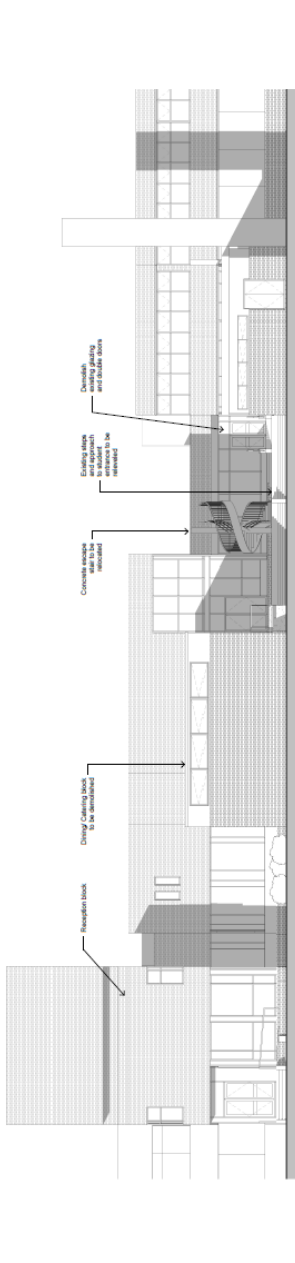 Reception block
Dining/ Catering block
to be demolished
Concrete escape
stair to be
relocated
Existing steps
and approach
to student
entrance to be
relevelled
Demolish
existing glazing
and double doors